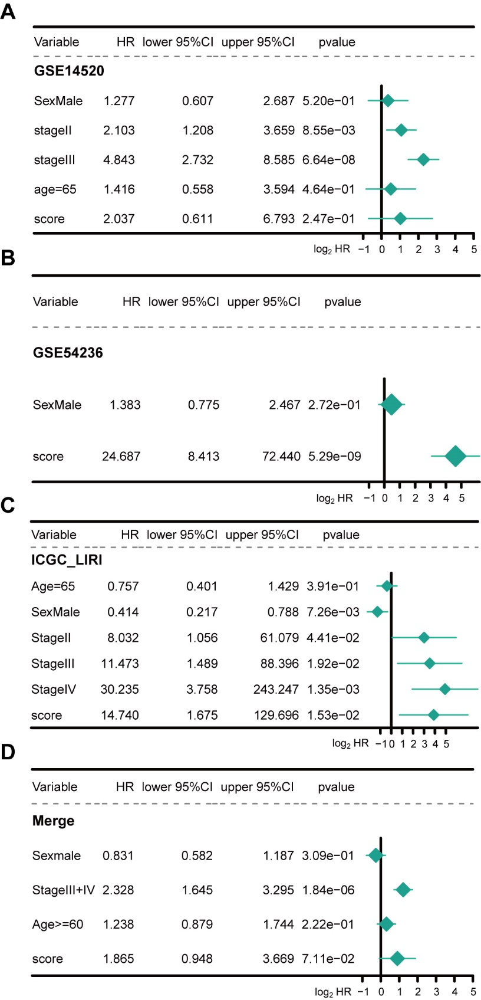 A
Variable HR lower 95%CI upper 95%CI pvalue
GSE14520
SexMale 1.277 0.607 2.687 5.20e−01
stageII 2.103 1.208 3.659 8.55e−03
stageIII 4.843 2.732 8.585 6.64e−08
age=65 1.416 0.558 3.594 4.64e−01
score 2.037 0.611 6.793 2.47e−01
log2 HR −1 0 1 2 3 4 5
B
Variable HR lower 95%CI upper 95%CI pvalue
GSE54236
SexMale 1.383 0.775 2.467 2.72e−01
score 24.687 8.413 72.440 5.29e−09
log2 HR −1 0 1 2 3 4 5
C
Variable HR lower 95%CI upper 95%CI pvalue
ICGC_LIRI
Age=65 0.757 0.401 1.429 3.91e−01
SexMale 0.414 0.217 0.788 7.26e−03
StageII 8.032 1.056 61.079 4.41e−02
StageIII 11.473 1.489 88.396 1.92e−02
StageIV 30.235 3.758 243.247 1.35e−03
score 14.740 1.675 129.696 1.53e−02
log2 HR −1 0 1 2 3 4 5
D
Variable HR lower 95%CI upper 95%CI pvalue
Merge
Sexmale 0.831 0.582 1.187 3.09e−01
StageIII+IV 2.328 1.645 3.295 1.84e−06
Age>=60 1.238 0.879 1.744 2.22e−01
score 1.865 0.948 3.669 7.11e−02
log2 HR −1 0 1 2 3 4 5